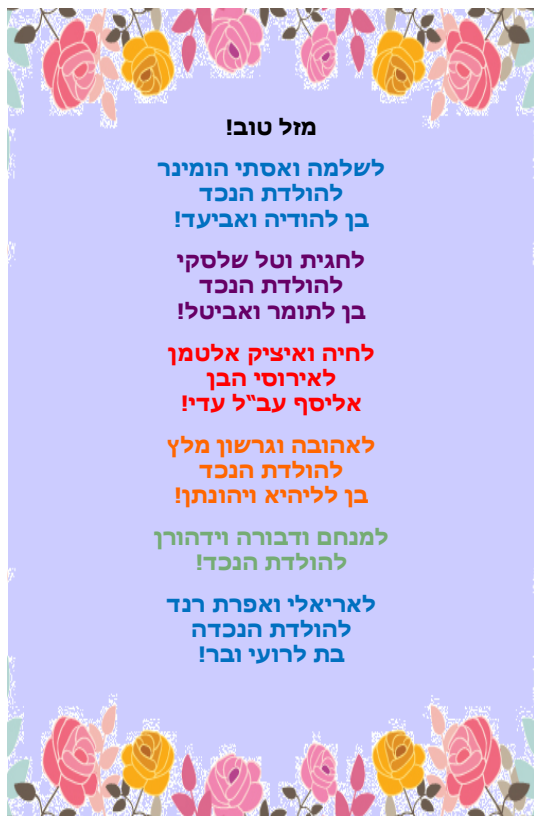 מזל טוב!
לשלמה ואסתי הומינר
להולדת הנכד
בן להודיה ואביעד!
לחגית וטל שלסקי
להולדת הנכד
בן לתומר ואביטל!
לחיה ואיציק אלטמן
לאירוסי הבן
אליסף עב"ל עדי!
לאהובה וגרשון מלץ
להולדת הנכד
בן לליהיא ויהונתן!
למנחם ודבורה וידהורן
להולדת הנכד!
לאריאלי ואפרת רנד
להולדת הנכדה
בת לרועי ובר!